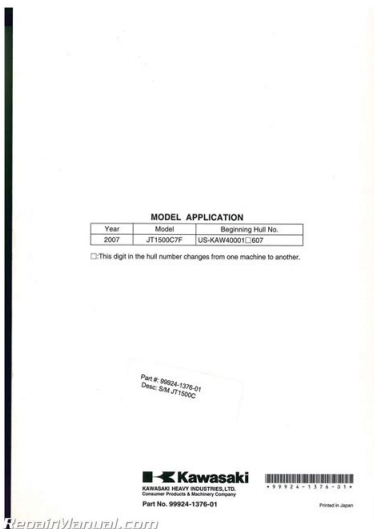 MODEL APPLICATION
Year Model Beginning Hull No.
2007 JT1500C7F US-KAW40001□607
□:This digit in the hull number changes from one machine to another.
Part #: 99924-1376-01
Desc: S/M JT1500C
Kawasaki
KAWASAKI HEAVY INDUSTRIES,LTD.
Consumer Products & Machinery Company
*99924-1376-01*
Part No. 99924-1376-01
Printed in Japan
RepairManual.com